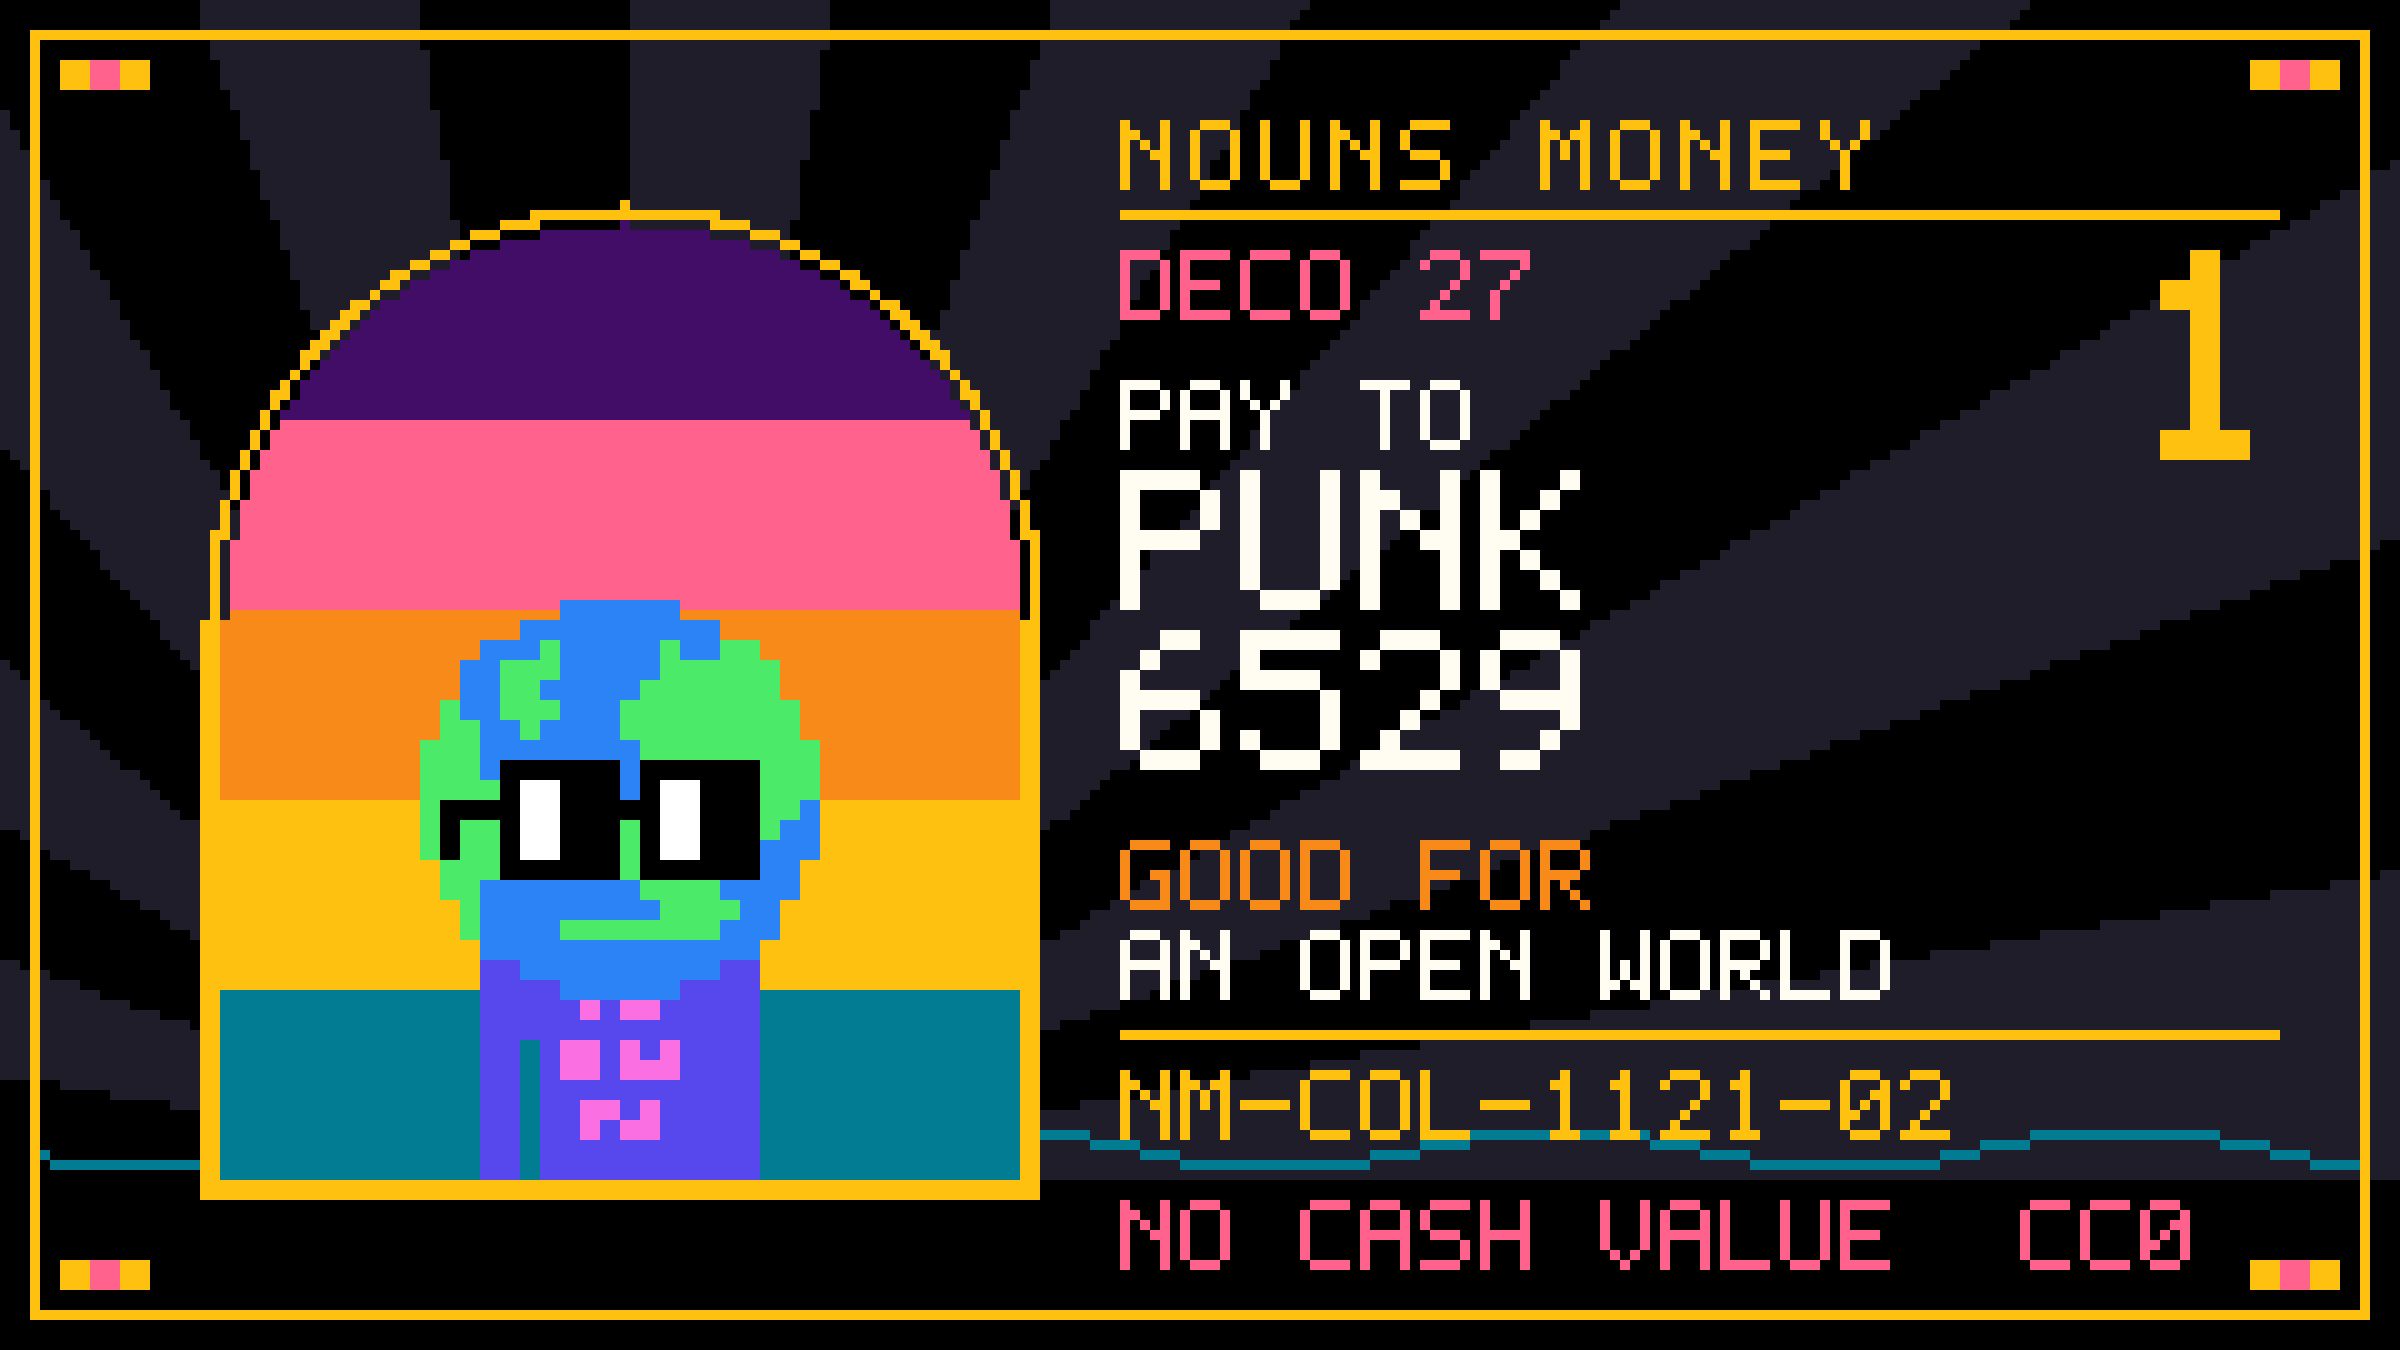 NOUNS MONEY
DECO 27
1
PAY TO
PUNK
6529
GOOD FOR
AN OPEN WORLD
NM-COL-1121-02
NO CASH VALUE CC0